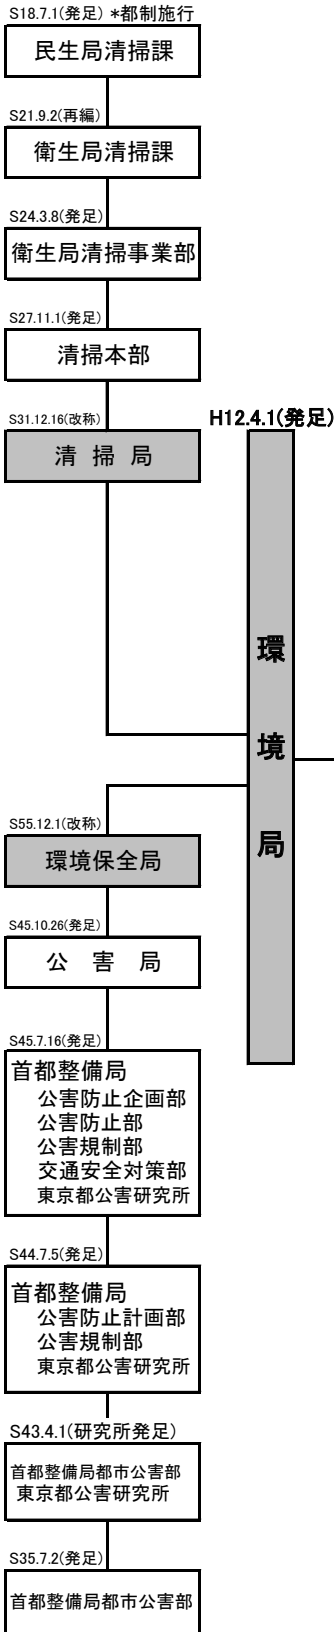 S18.7.1(発足) *都制施行
民生局清掃課
S21.9.2(再編)
衛生局清掃課
S24.3.8(発足)
衛生局清掃事業部
S27.11.1(発足)
清掃本部
S31.12.16(改称)
清 掃 局
H12.4.1(発足)
環
境
局
S55.12.1(改称)
環境保全局
S45.10.26(発足)
公 害 局
S45.7.16(発足)
首都整備局
公害防止企画部
公害防止部
公害規制部
交通安全対策部
東京都公害研究所
S44.7.5(発足)
首都整備局
公害防止計画部
公害規制部
東京都公害研究所
S43.4.1(研究所発足)
首都整備局都市公害部
東京都公害研究所
S35.7.2(発足)
首都整備局都市公害部